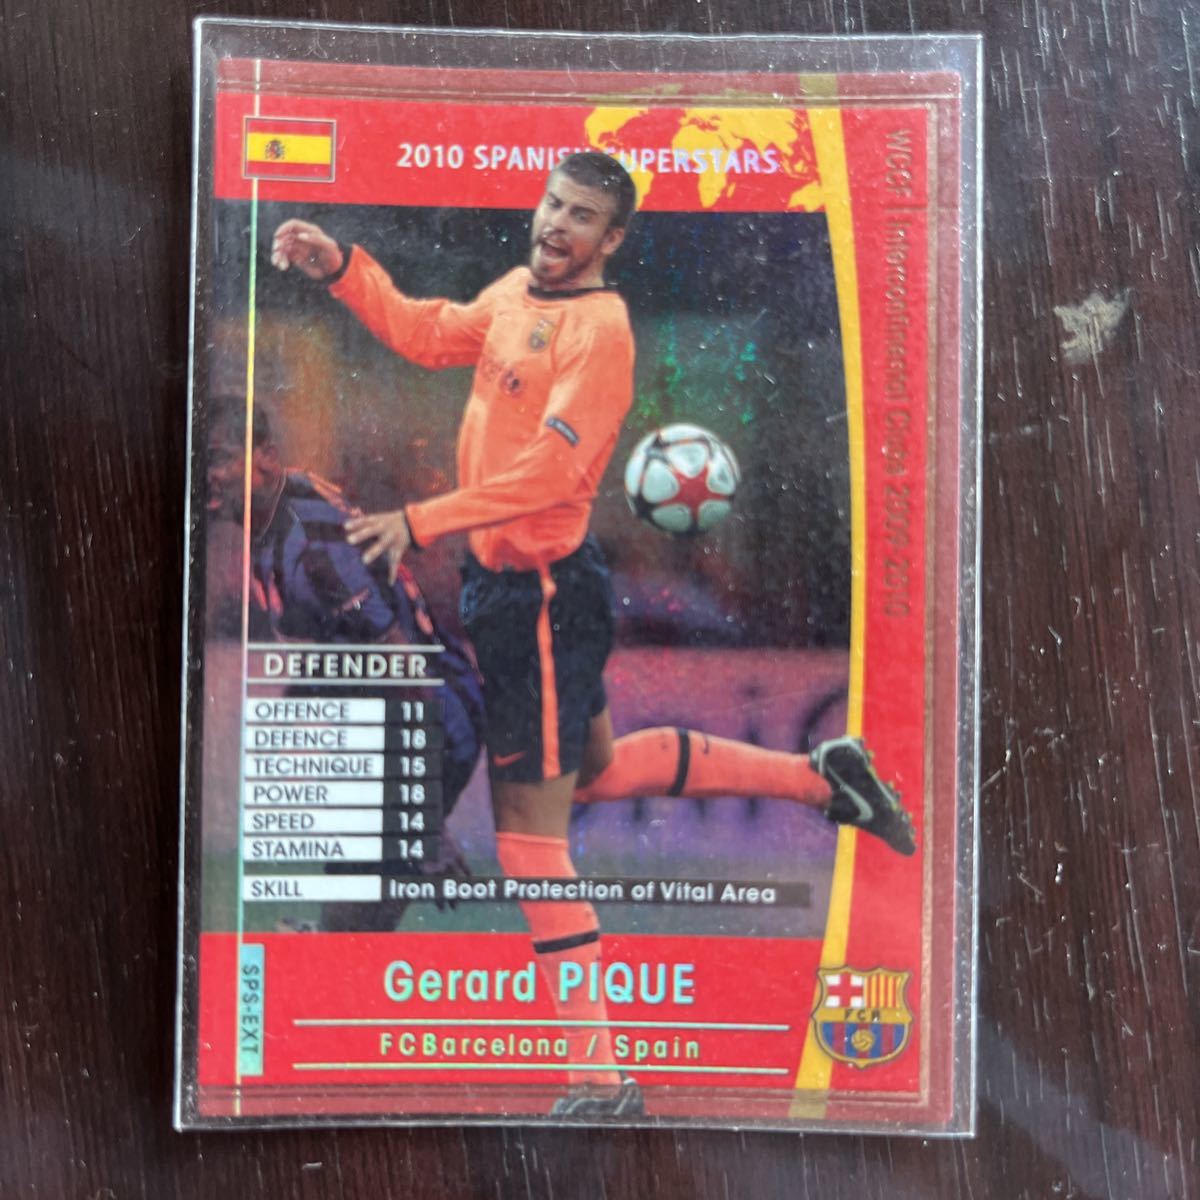 2010 SPANISH SUPERSTARS
WCCF | Intercontinental Clubs 2009-2010
DEFENDER
OFFENCE 11
DEFENCE 18
TECHNIQUE 15
POWER 18
SPEED 14
STAMINA 14
SKILL Iron Boot Protection of Vital Area
SPS-EXT
Gerard PIQUE
FCBarcelona / Spain
FCB